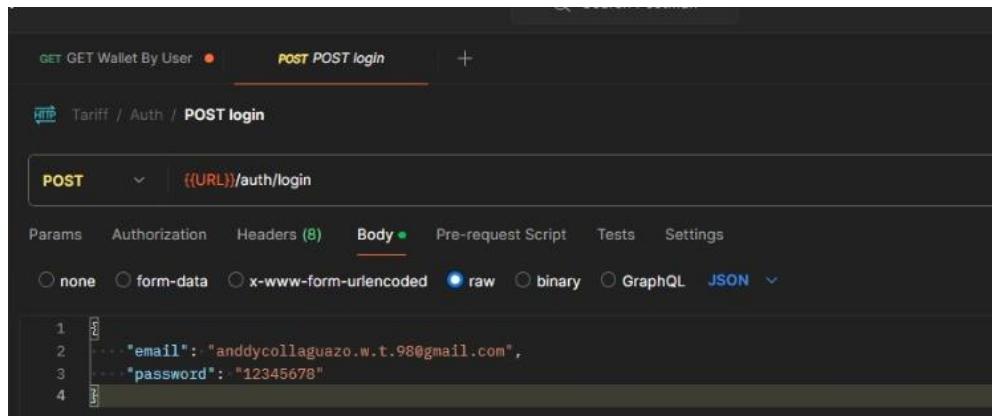 GET GET Wallet By User POST POST login +
HTTP Tariff / Auth / POST login
POST {{URL}}/auth/login
Params Authorization Headers (8) Body Pre-request Script Tests Settings
none form-data x-www-form-urlencoded raw binary GraphQL JSON
1 {
2 "email": "anddycollaguazo.w.t.98@gmail.com",
3 "password": "12345678"
4 }